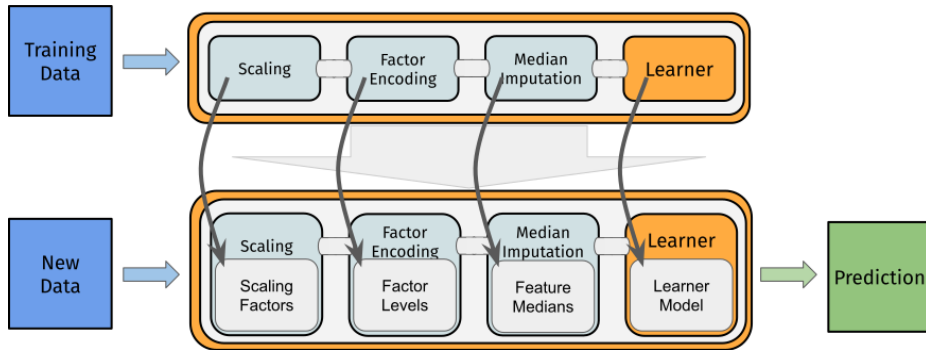 Training
Data
Scaling
Factor
Encoding
Median
Imputation
Learner
New
Data
Scaling
Scaling
Factors
Factor
Encoding
Factor
Levels
Median
Imputation
Feature
Medians
Learner
Learner
Model
Prediction